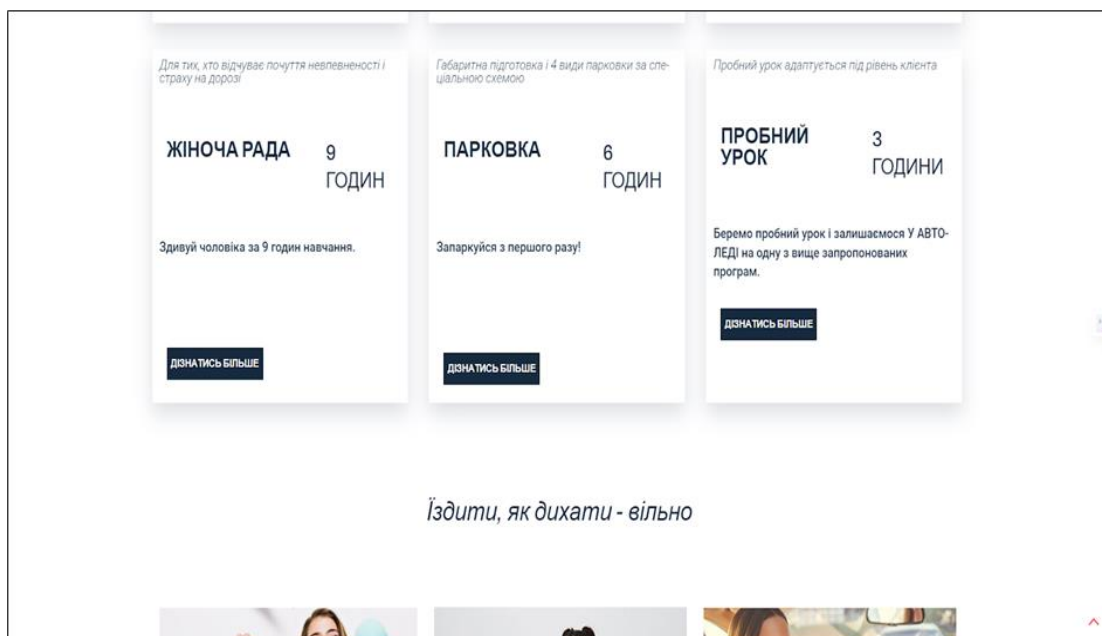 Для тих, хто відчуває почуття невпевненості і
страху на дорозі
ЖІНОЧА РАДА
9
ГОДИН
Здивуй чоловіка за 9 годин навчання.
ДІЗНАТИСЬ БІЛЬШЕ
Габаритна підготовка і 4 види парковки за спе-
ціальною схемою
ПАРКОВКА
6
ГОДИН
Запаркуйся з першого разу!
ДІЗНАТИСЬ БІЛЬШЕ
Пробний урок адаптується під рівень клієнта
ПРОБНИЙ
УРОК
3
ГОДИНИ
Беремо пробний урок і залишаємося У АВТО-
ЛЕДІ на одну з вище запропонованих
програм.
ДІЗНАТИСЬ БІЛЬШЕ
Їздити, як дихати - вільно